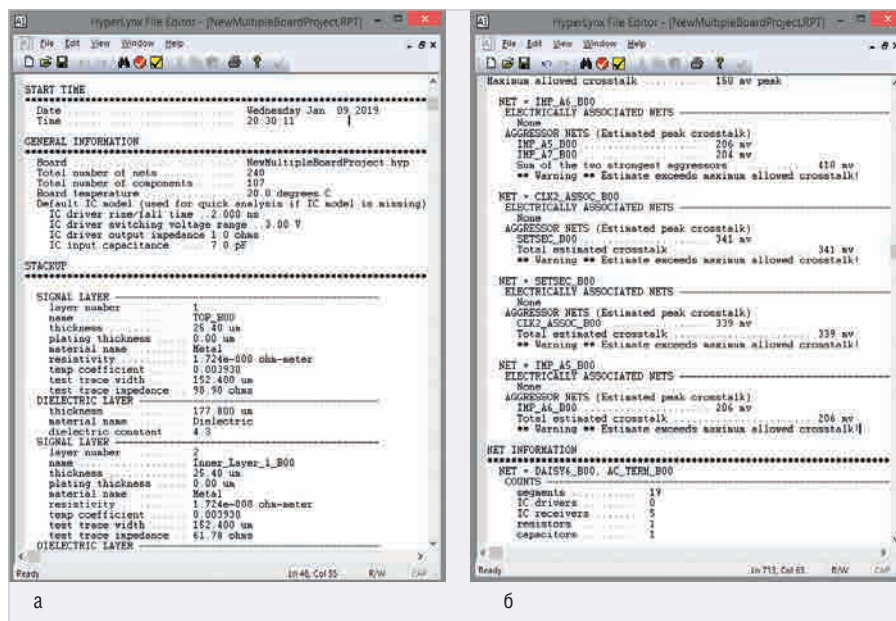 HyperLynx File Editor - [NewMultipleBoardProject.RPT]
File Edit View Window Help
START TIME
Date ........ Wednesday Jan 09 2019
Time ........ 20:30:11
GENERAL INFORMATION
Board ........ NewMultipleBoardProject.hyp
Total number of nets ........ 240
Total number of components ........ 107
Board temperature ........ 20.0 degrees C
Default IC model (used for quick analysis if IC model is missing)
IC driver rise/fall time ..2.000 ns
IC driver switching voltage range ..3.00 V
IC driver output impedance 1.0 ohms
IC input capacitance .... 7.0 pF
STACKUP
SIGNAL LAYER
layer number 1
name ........ TOP_B00
thickness ........ 25.40 um
plating thickness .... 0.00 um
material name ........ Metal
resistivity ........ 1.724e-008 ohm-meter
temp coefficient .... 0.003930
test trace width .... 152.400 um
test trace impedance .... 98.90 ohms
DIELECTRIC LAYER
thickness ........ 177.800 um
material name ........ Dielectric
dielectric constant .... 4.3
SIGNAL LAYER
layer number ........ 2
name ........ Inner_Layer_1_B00
thickness ........ 25.40 um
plating thickness .... 0.00 um
material name ........ Metal
resistivity ........ 1.724e-008 ohm-meter
temp coefficient .... 0.003930
test trace width .... 152.400 um
test trace impedance .... 61.78 ohms
DIELECTRIC LAYER
Ready Ln 46, Col 55 R/W CAP
а
HyperLynx File Editor - [NewMultipleBoardProject.RPT]
File Edit View Window Help
Maximum allowed crosstalk ........ 150 mv peak
NET = IMP_A6_B00
ELECTRICALLY ASSOCIATED NETS
None
AGGRESSOR NETS (Estimated peak crosstalk)
IMP_A5_B00 ........ 206 mv
IMP_A7_B00 ........ 204 mv
Sum of the two strongest aggressors ........ 410 mv
** Warning ** Estimate exceeds maximum allowed crosstalk!
NET = CLK2_ASSOC_B00
ELECTRICALLY ASSOCIATED NETS
None
AGGRESSOR NETS (Estimated peak crosstalk)
SETSEC_B00 ........ 341 mv
Total estimated crosstalk ........ 341 mv
** Warning ** Estimate exceeds maximum allowed crosstalk!
NET = SETSEC_B00
ELECTRICALLY ASSOCIATED NETS
None
AGGRESSOR NETS (Estimated peak crosstalk)
CLK2_ASSOC_B00 ........ 339 mv
Total estimated crosstalk ........ 339 mv
** Warning ** Estimate exceeds maximum allowed crosstalk!
NET = IMP_A5_B00
ELECTRICALLY ASSOCIATED NETS
None
AGGRESSOR NETS (Estimated peak crosstalk)
IMP_A6_B00 ........ 206 mv
Total estimated crosstalk ........ 206 mv
** Warning ** Estimate exceeds maximum allowed crosstalk!
NET INFORMATION
NET = DAISY6_B00, AC_TERM_B00
COUNTS
segments ........ 19
IC drivers ........ 0
IC receivers ........ 5
resistors ........ 1
capacitors ........ 1
Ready Ln 713, Col 63 R/W CAP
б